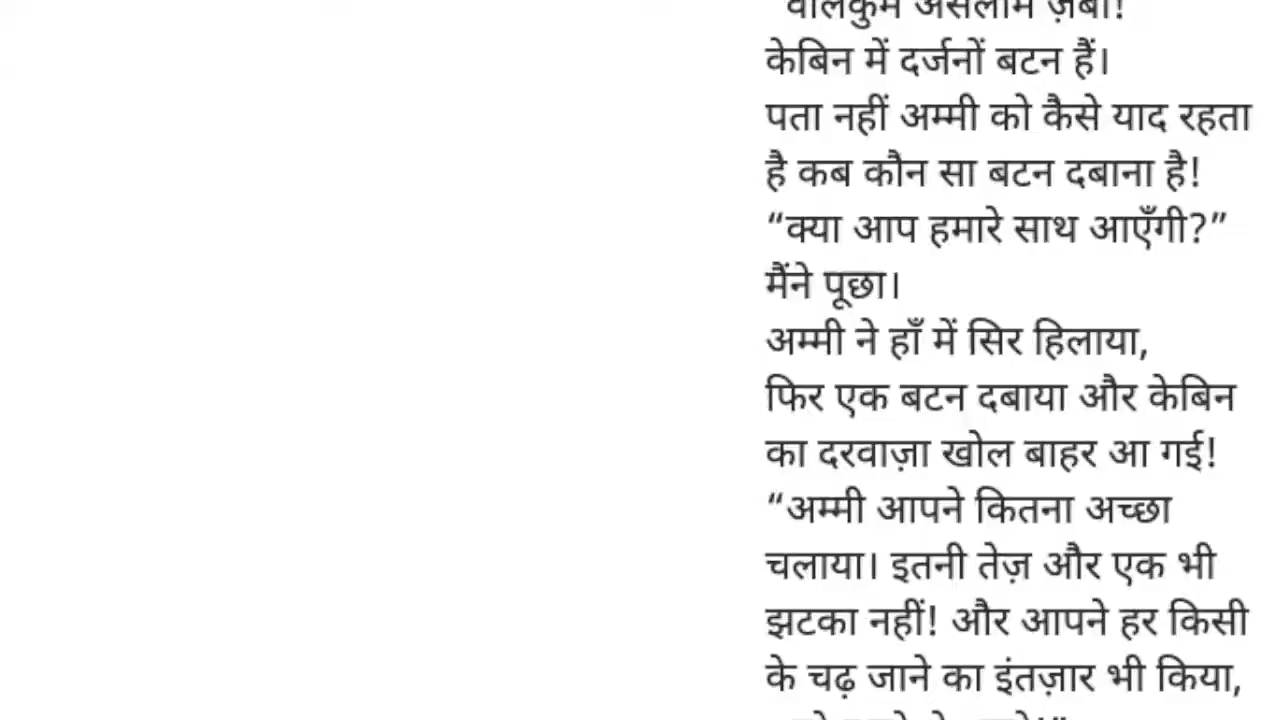 वालेकुम असलाम ज़ेबा!
केबिन में दर्जनों बटन हैं।
पता नहीं अम्मी को कैसे याद रहता
है कब कौन सा बटन दबाना है!
“क्या आप हमारे साथ आएँगी?”
मैंने पूछा।
अम्मी ने हाँ में सिर हिलाया,
फिर एक बटन दबाया और केबिन
का दरवाज़ा खोल बाहर आ गई!
“अम्मी आपने कितना अच्छा
चलाया। इतनी तेज़ और एक भी
झटका नहीं! और आपने हर किसी
के चढ़ जाने का इंतज़ार भी किया,